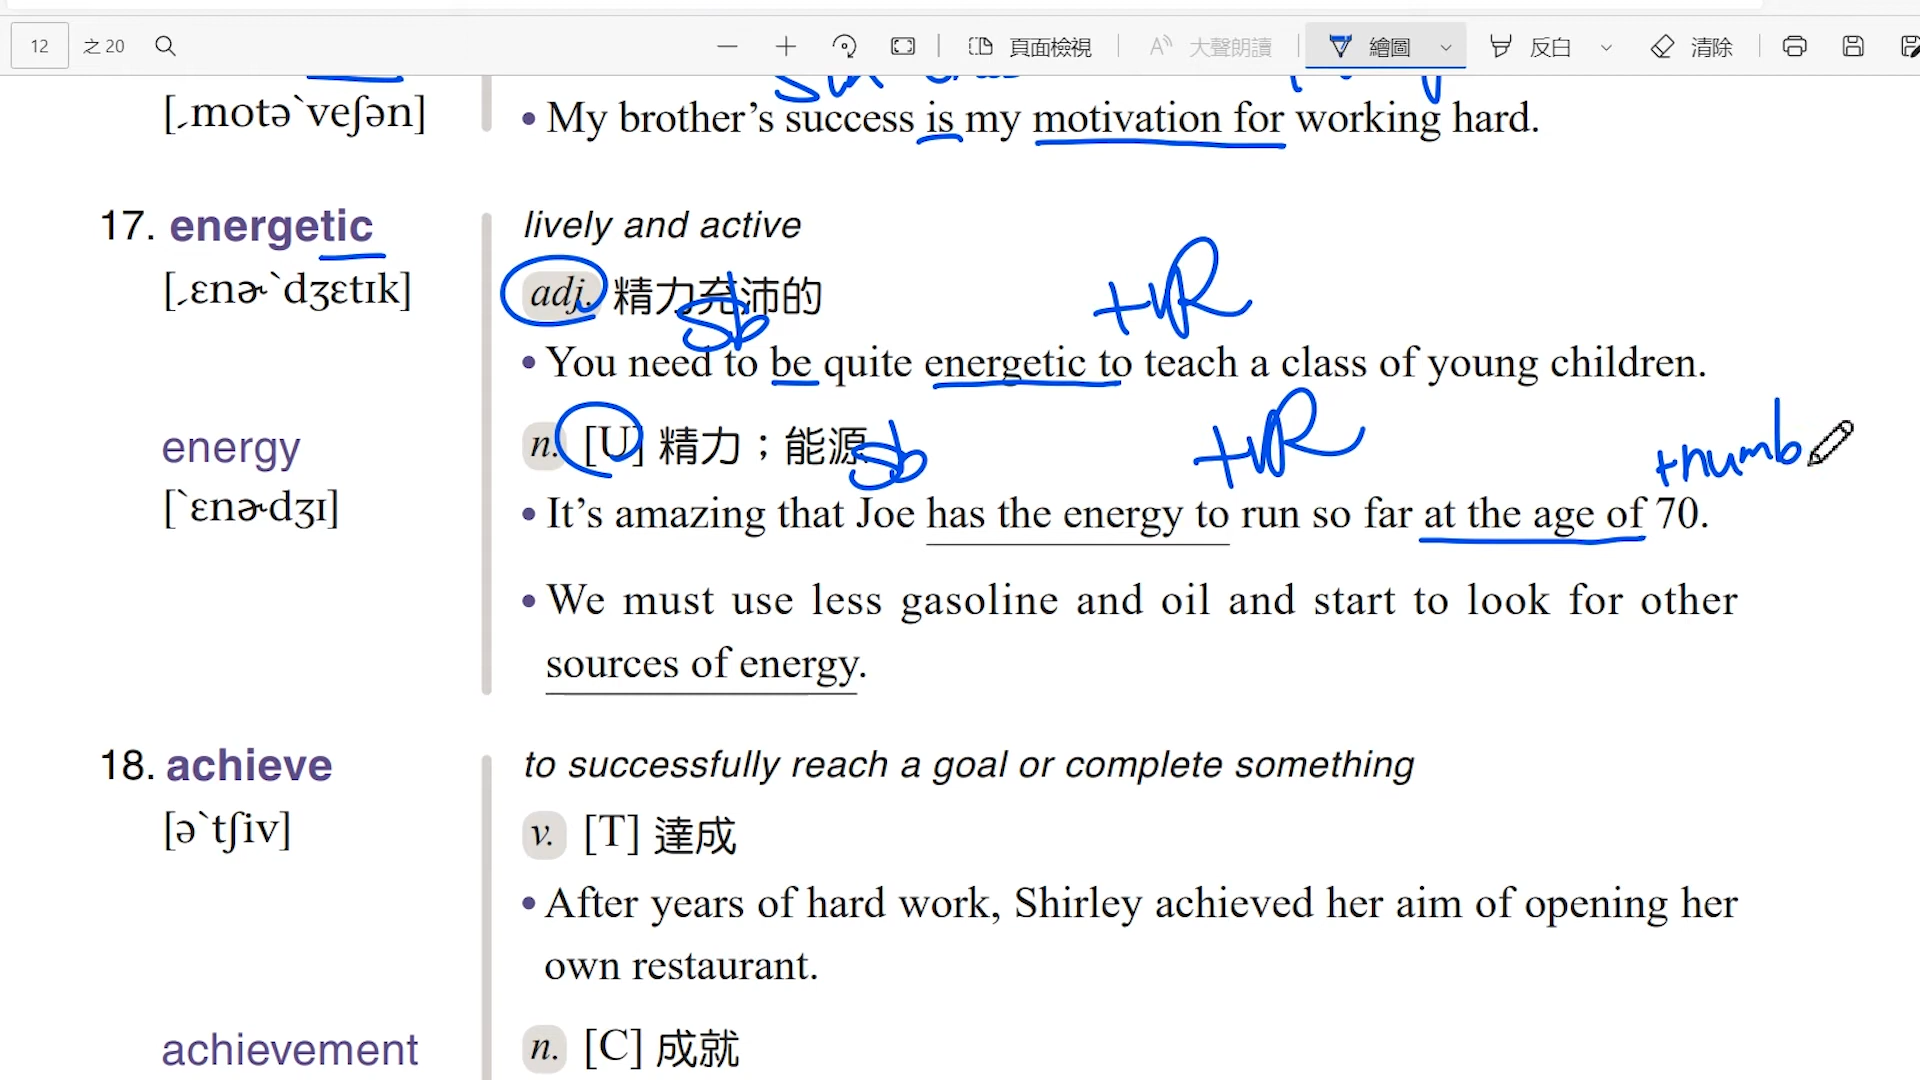 12 之 20 頁面檢視 大聲朗讀 繪圖 反白 清除
[ˏmotəˋveʃən]
• My brother's success is my motivation for working hard.
17. energetic
lively and active
[ˏɛnɚˋdʒɛtɪk]
adj. 精力充沛的
sb +VR
• You need to be quite energetic to teach a class of young children.
energy
n. [U] 精力；能源
sb +VR +numb
[ˋɛnɚdʒɪ]
• It's amazing that Joe has the energy to run so far at the age of 70.
• We must use less gasoline and oil and start to look for other
sources of energy.
18. achieve
to successfully reach a goal or complete something
[əˋtʃiv]
v. [T] 達成
• After years of hard work, Shirley achieved her aim of opening her
own restaurant.
achievement
n. [C] 成就